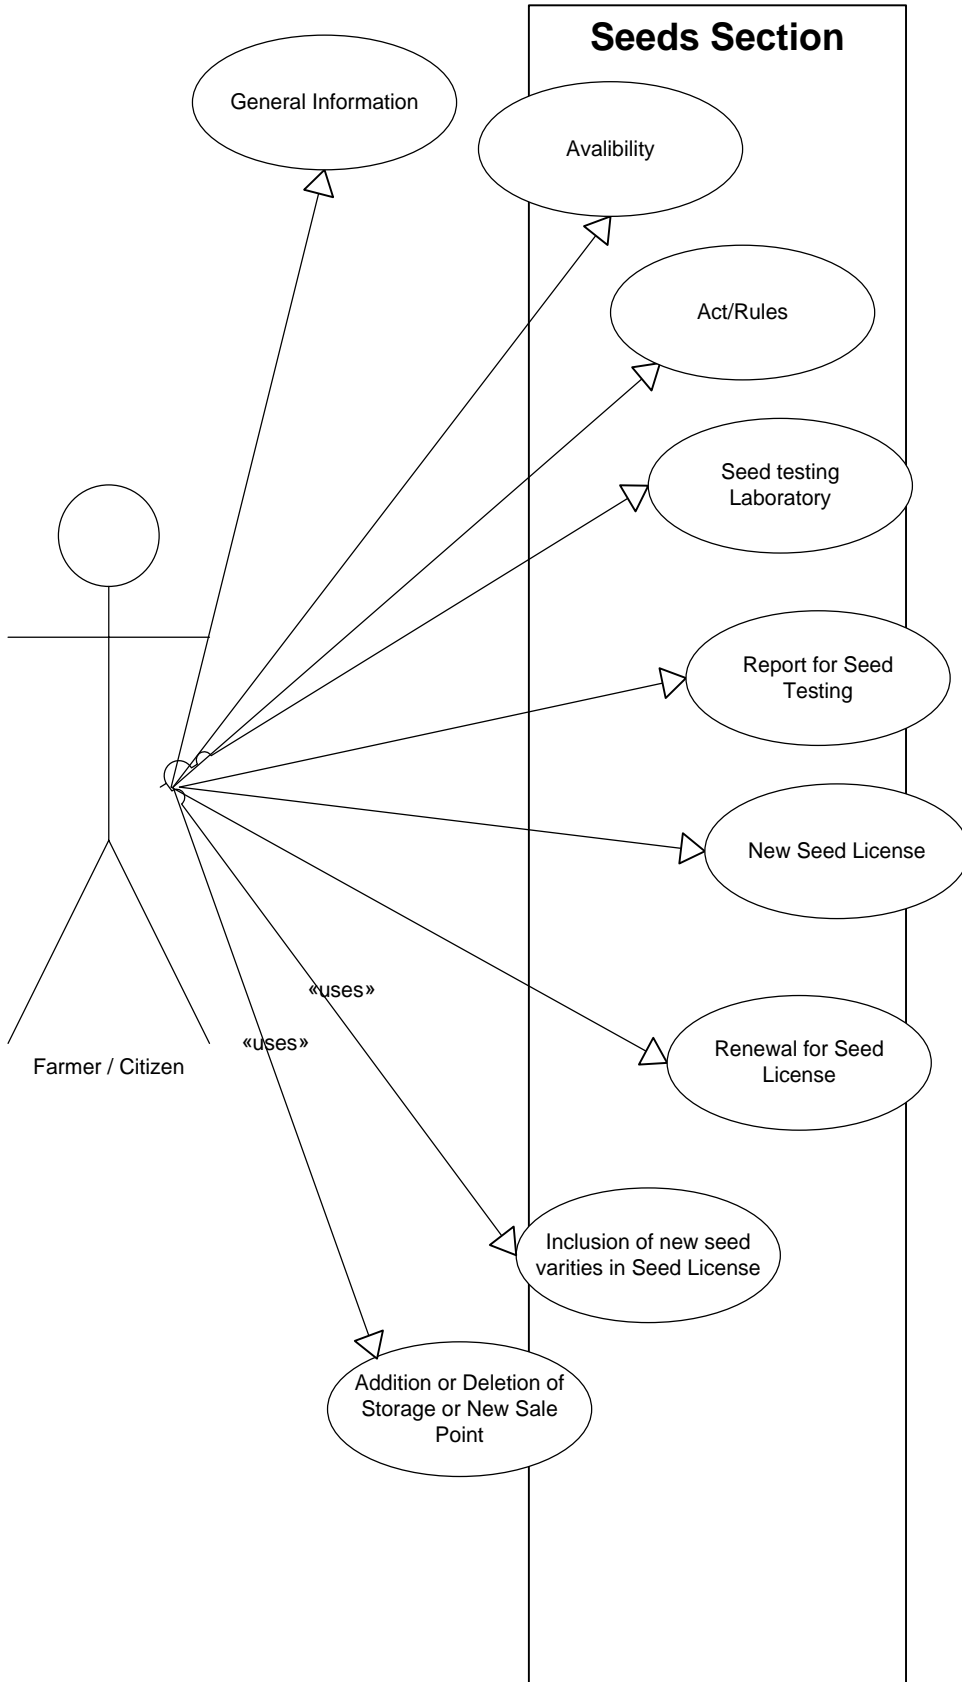 Seeds Section
General Information
Avalibility
Act/Rules
Seed testing
Laboratory
Report for Seed
Testing
New Seed License
«uses»
«uses»
Farmer / Citizen
Renewal for Seed
License
Inclusion of new seed
varities in Seed License
Addition or Deletion of
Storage or New Sale
Point